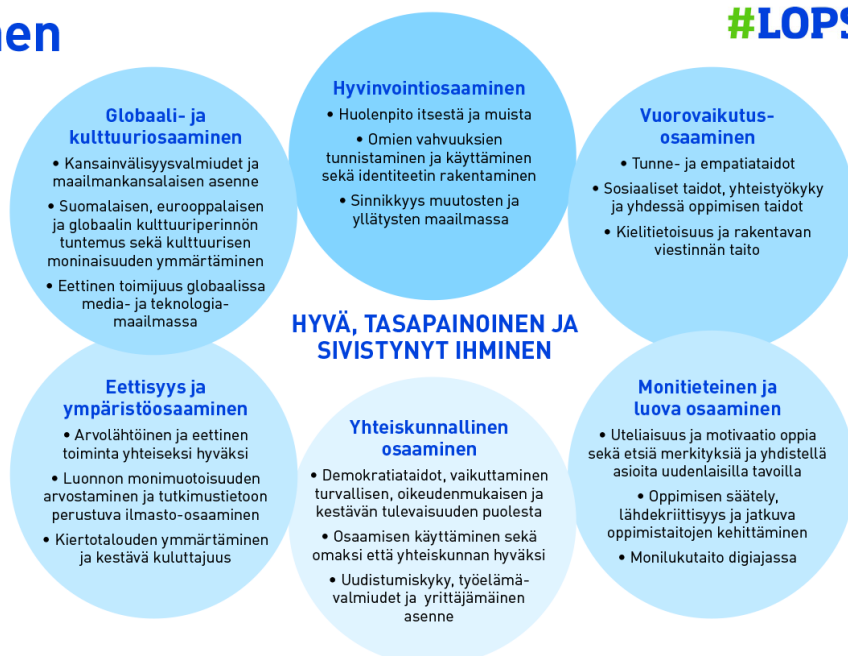 nen
#LOPS
Hyvinvointiosaaminen
• Huolenpito itsestä ja muista
• Omien vahvuuksien
tunnistaminen ja käyttäminen
sekä identiteetin rakentaminen
• Sinnikkyys muutosten ja
yllätysten maailmassa
Globaali- ja
kulttuuriosaaminen
• Kansainvälisyysvalmiudet ja
maailmankansalaisen asenne
• Suomalaisen, eurooppalaisen
ja globaalin kulttuuriperinnön
tuntemus sekä kulttuurisen
moninaisuuden ymmärtäminen
• Eettinen toimijuus globaalissa
media- ja teknologia-
maailmassa
Vuorovaikutus-
osaaminen
• Tunne- ja empatiataidot
• Sosiaaliset taidot, yhteistyökyky
ja yhdessä oppimisen taidot
• Kielitietoisuus ja rakentavan
viestinnän taito
HYVÄ, TASAPAINOINEN JA
SIVISTYNYT IHMINEN
Eettisyys ja
ympäristöosaaminen
• Arvolähtöinen ja eettinen
toiminta yhteiseksi hyväksi
• Luonnon monimuotoisuuden
arvostaminen ja tutkimustietoon
perustuva ilmasto-osaaminen
• Kiertotalouden ymmärtäminen
ja kestävä kuluttajuus
Yhteiskunnallinen
osaaminen
• Demokratiataidot, vaikuttaminen
turvallisen, oikeudenmukaisen ja
kestävän tulevaisuuden puolesta
• Osaamisen käyttäminen sekä
omaksi että yhteiskunnan hyväksi
• Uudistumiskyky, työelämä-
valmiudet ja yrittäjämäinen
asenne
Monitieteinen ja
luova osaaminen
• Uteliaisuus ja motivaatio oppia
sekä etsiä merkityksiä ja yhdistellä
asioita uudenlaisilla tavoilla
• Oppimisen säätely,
lähdekriittisyys ja jatkuva
oppimistaitojen kehittäminen
• Monilukutaito digiajassa